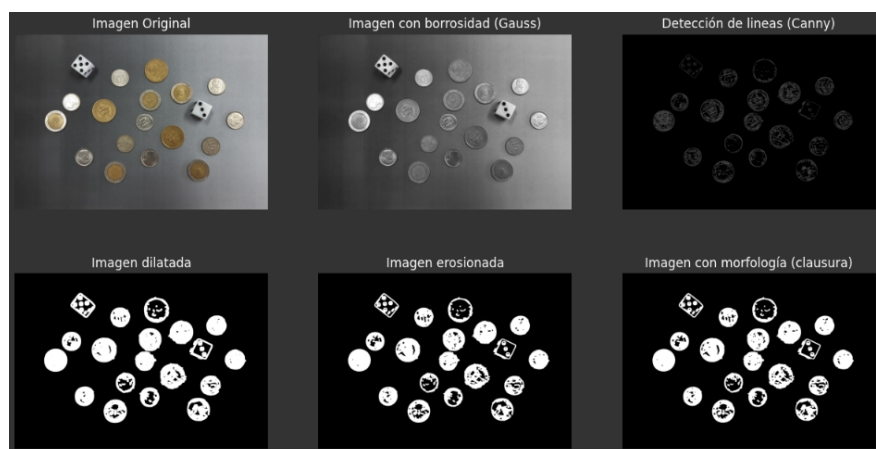 Imagen Original
Imagen con borrosidad (Gauss)
Detección de lineas (Canny)
Imagen dilatada
Imagen erosionada
Imagen con morfología (clausura)